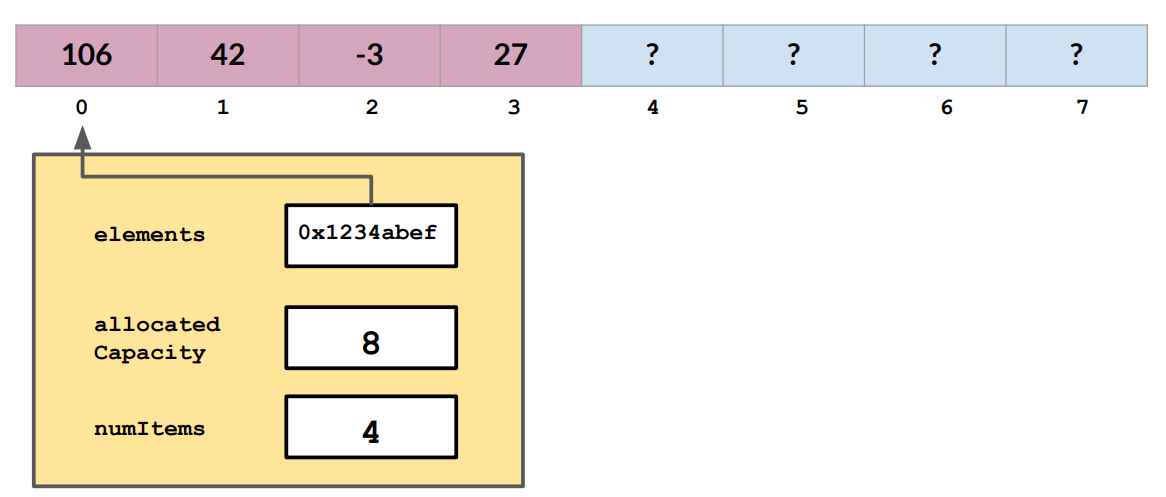 106 42 -3 27 ? ? ? ?
0 1 2 3 4 5 6 7
elements 0x1234abef
allocated
Capacity 8
numItems 4